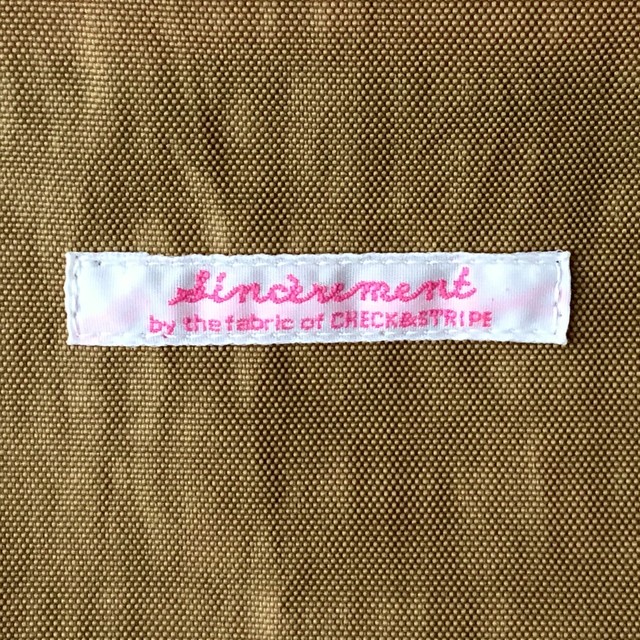 Sincèrement
by the fabric of CHECK&STRIPE